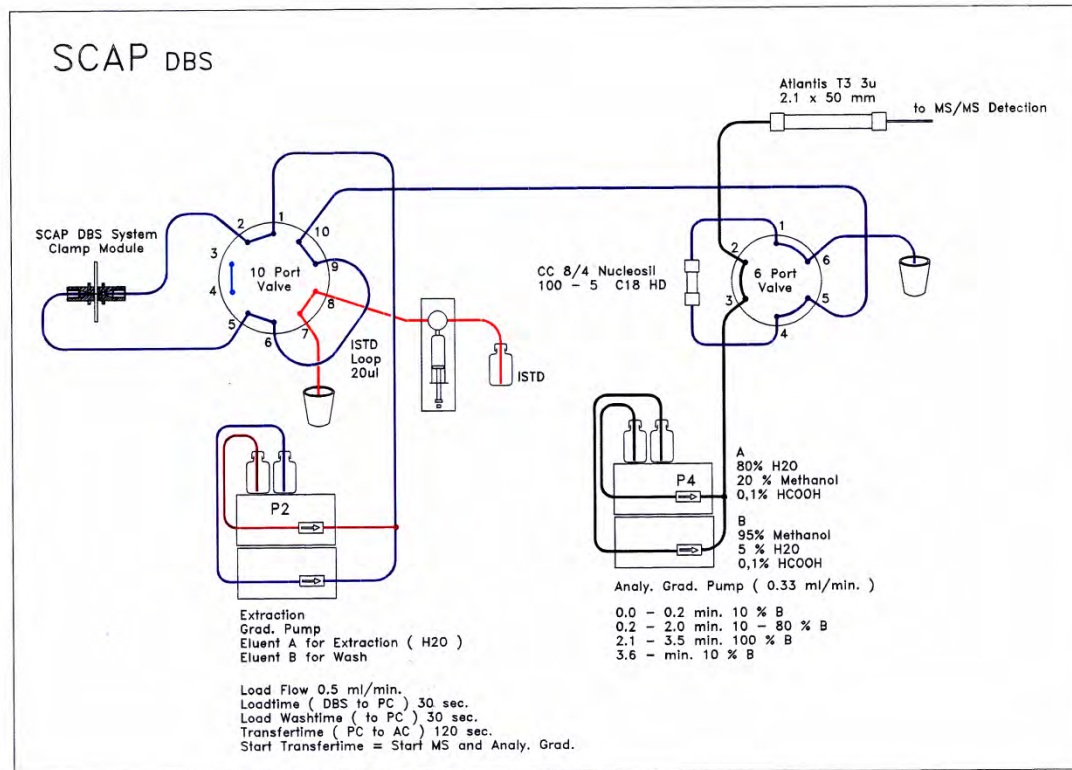 SCAP DBS
Atlantis T3 3u
2.1 x 50 mm
to MS/MS Detection
SCAP DBS System
Clamp Module
1
2
3
4
5
6
7
8
9
10
10 Port
Valve
ISTD
Loop
20ul
ISTD
CC 8/4 Nucleosil
100 - 5 C18 HD
1
2
3
4
5
6
6 Port
Valve
P2
Extraction
Grad. Pump
Eluent A for Extraction ( H2O )
Eluent B for Wash
Load Flow 0.5 ml/min.
Loadtime ( DBS to PC ) 30 sec.
Load Washtime ( to PC ) 30 sec.
Transfertime ( PC to AC ) 120 sec.
Start Transfertime = Start MS and Analy. Grad.
P4
A
80% H2O
20 % Methanol
0,1% HCOOH
B
95% Methanol
5 % H2O
0,1% HCOOH
Analy. Grad. Pump ( 0.33 ml/min. )
0.0 - 0.2 min. 10 % B
0.2 - 2.0 min. 10 - 80 % B
2.1 - 3.5 min. 100 % B
3.6 - min. 10 % B